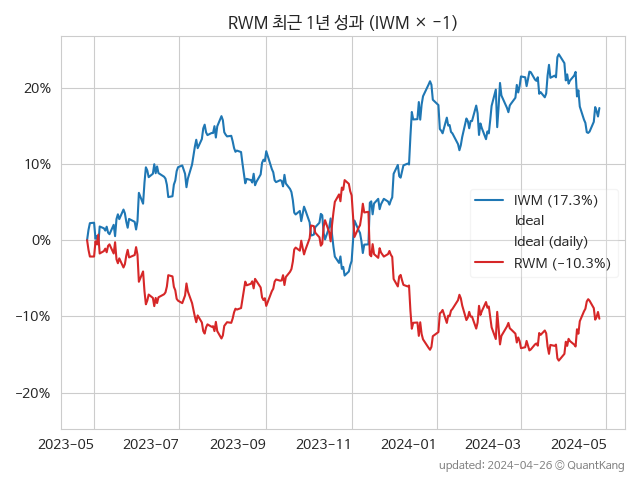 RWM 최근 1년 성과 (IWM × −1)
20%
10%
0%
−10%
−20%
IWM (17.3%)
Ideal
Ideal (daily)
RWM (−10.3%)
2023−05
2023−07
2023−09
2023−11
2024−01
2024−03
2024−05
updated: 2024-04-26 © QuantKang